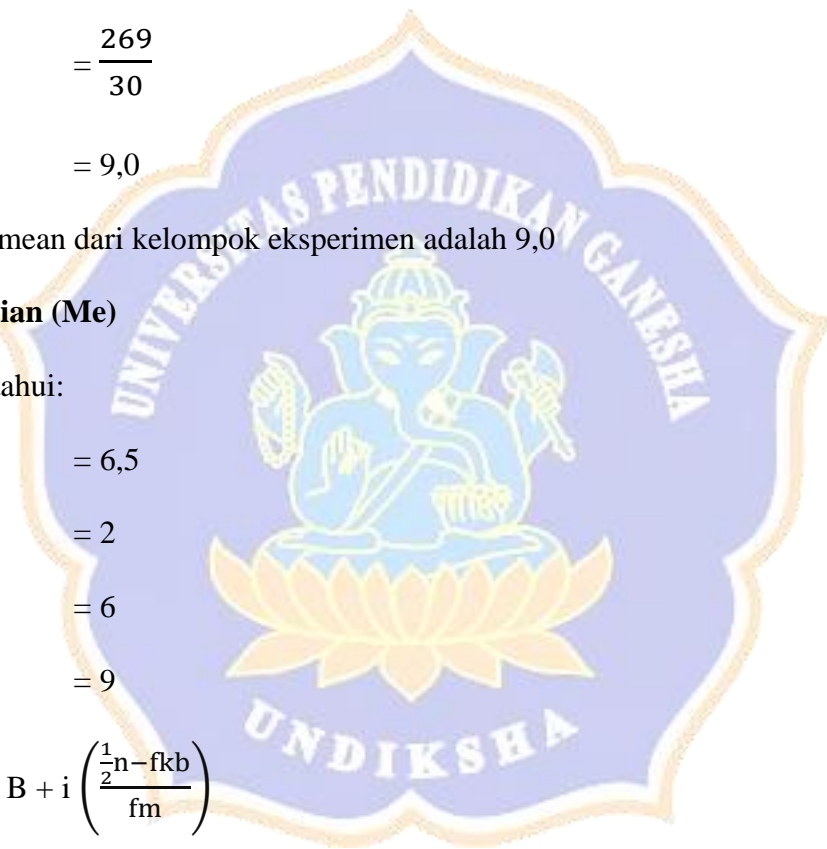 = 269/30
= 9,0
mean dari kelompok eksperimen adalah 9,0
ian (Me)
ahui:
= 6,5
= 2
= 6
= 9
B + i (½n−fkb / fm)
UNIVERSITAS PENDIDIKAN GANESHA
UNDIKSHA